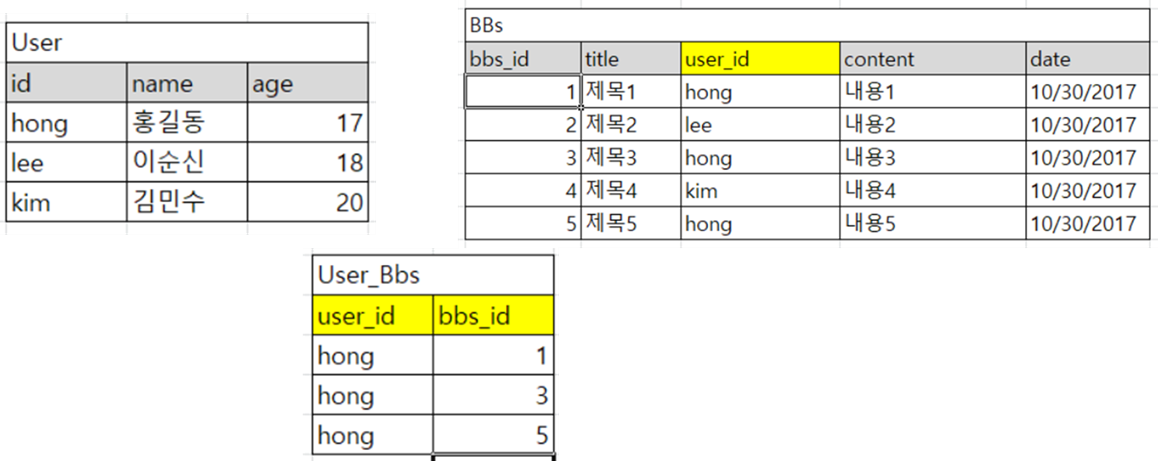 User
id name age
hong 홍길동 17
lee 이순신 18
kim 김민수 20
BBs
bbs_id title user_id content date
1 제목1 hong 내용1 10/30/2017
2 제목2 lee 내용2 10/30/2017
3 제목3 hong 내용3 10/30/2017
4 제목4 kim 내용4 10/30/2017
5 제목5 hong 내용5 10/30/2017
User_Bbs
user_id bbs_id
hong 1
hong 3
hong 5